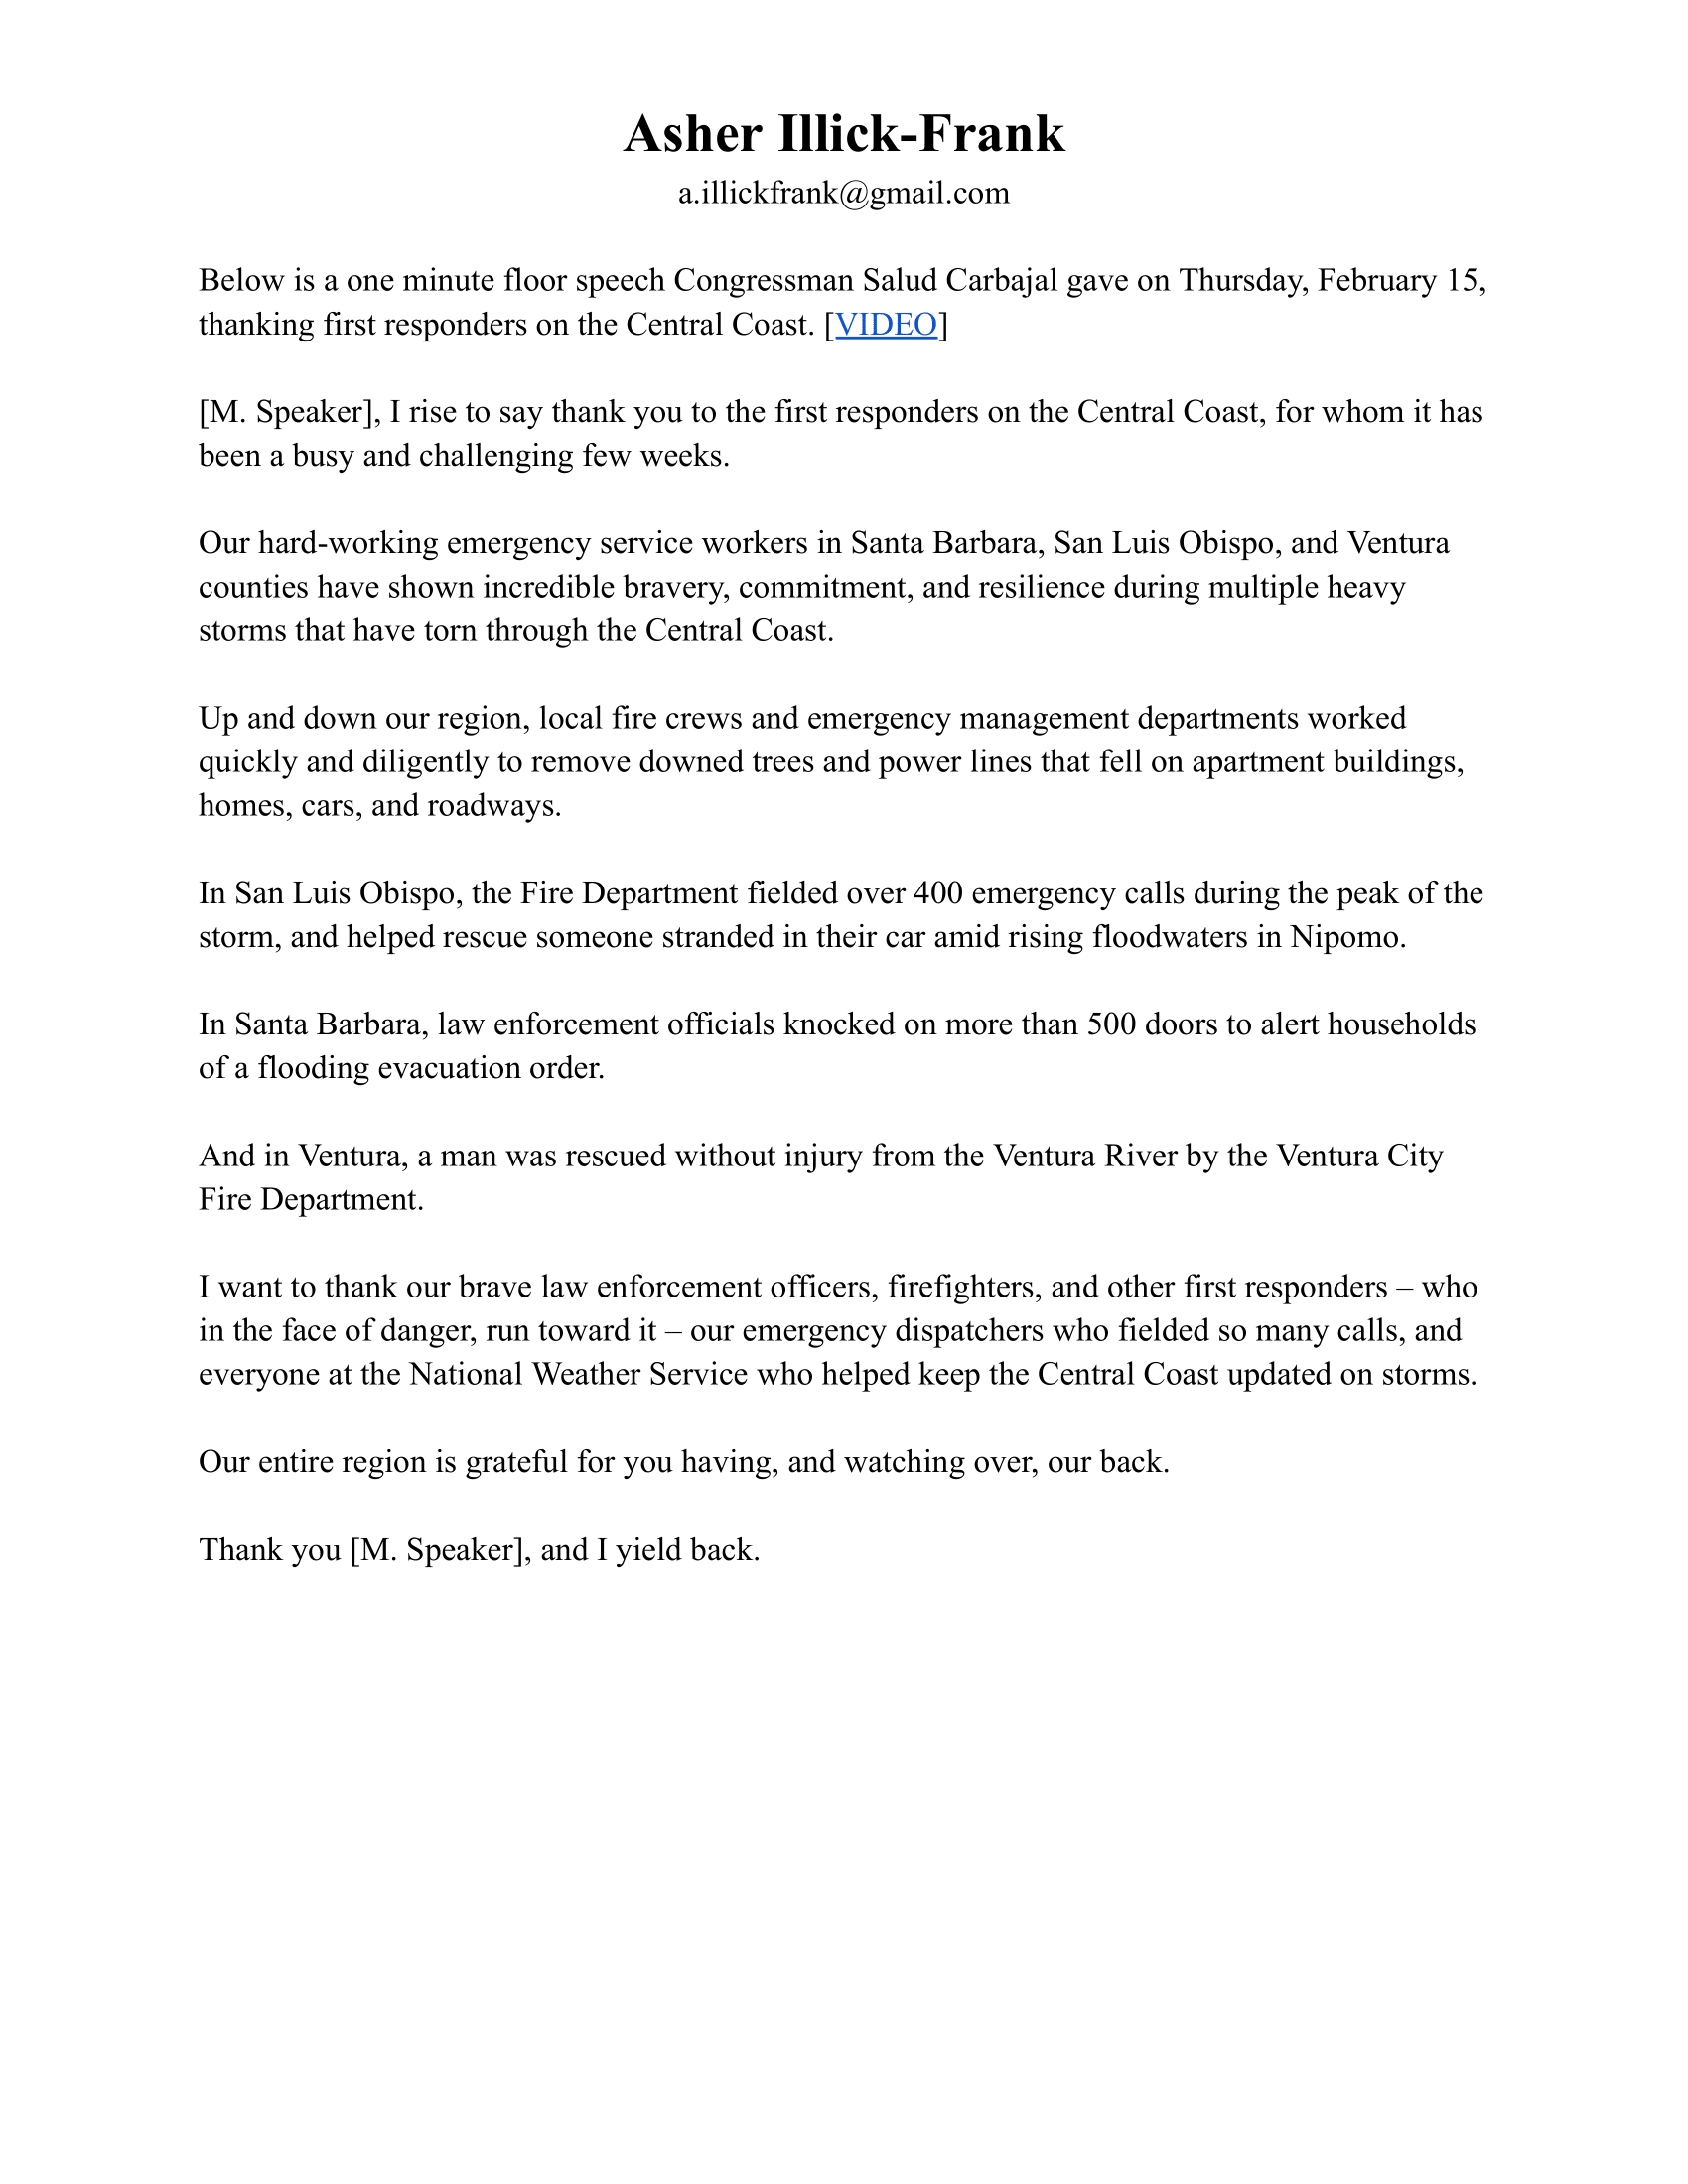 Asher Illick-Frank
a.illickfrank@gmail.com
Below is a one minute floor speech Congressman Salud Carbajal gave on Thursday, February 15,
thanking first responders on the Central Coast. [VIDEO]
[M. Speaker], I rise to say thank you to the first responders on the Central Coast, for whom it has
been a busy and challenging few weeks.
Our hard-working emergency service workers in Santa Barbara, San Luis Obispo, and Ventura
counties have shown incredible bravery, commitment, and resilience during multiple heavy
storms that have torn through the Central Coast.
Up and down our region, local fire crews and emergency management departments worked
quickly and diligently to remove downed trees and power lines that fell on apartment buildings,
homes, cars, and roadways.
In San Luis Obispo, the Fire Department fielded over 400 emergency calls during the peak of the
storm, and helped rescue someone stranded in their car amid rising floodwaters in Nipomo.
In Santa Barbara, law enforcement officials knocked on more than 500 doors to alert households
of a flooding evacuation order.
And in Ventura, a man was rescued without injury from the Ventura River by the Ventura City
Fire Department.
I want to thank our brave law enforcement officers, firefighters, and other first responders – who
in the face of danger, run toward it – our emergency dispatchers who fielded so many calls, and
everyone at the National Weather Service who helped keep the Central Coast updated on storms.
Our entire region is grateful for you having, and watching over, our back.
Thank you [M. Speaker], and I yield back.